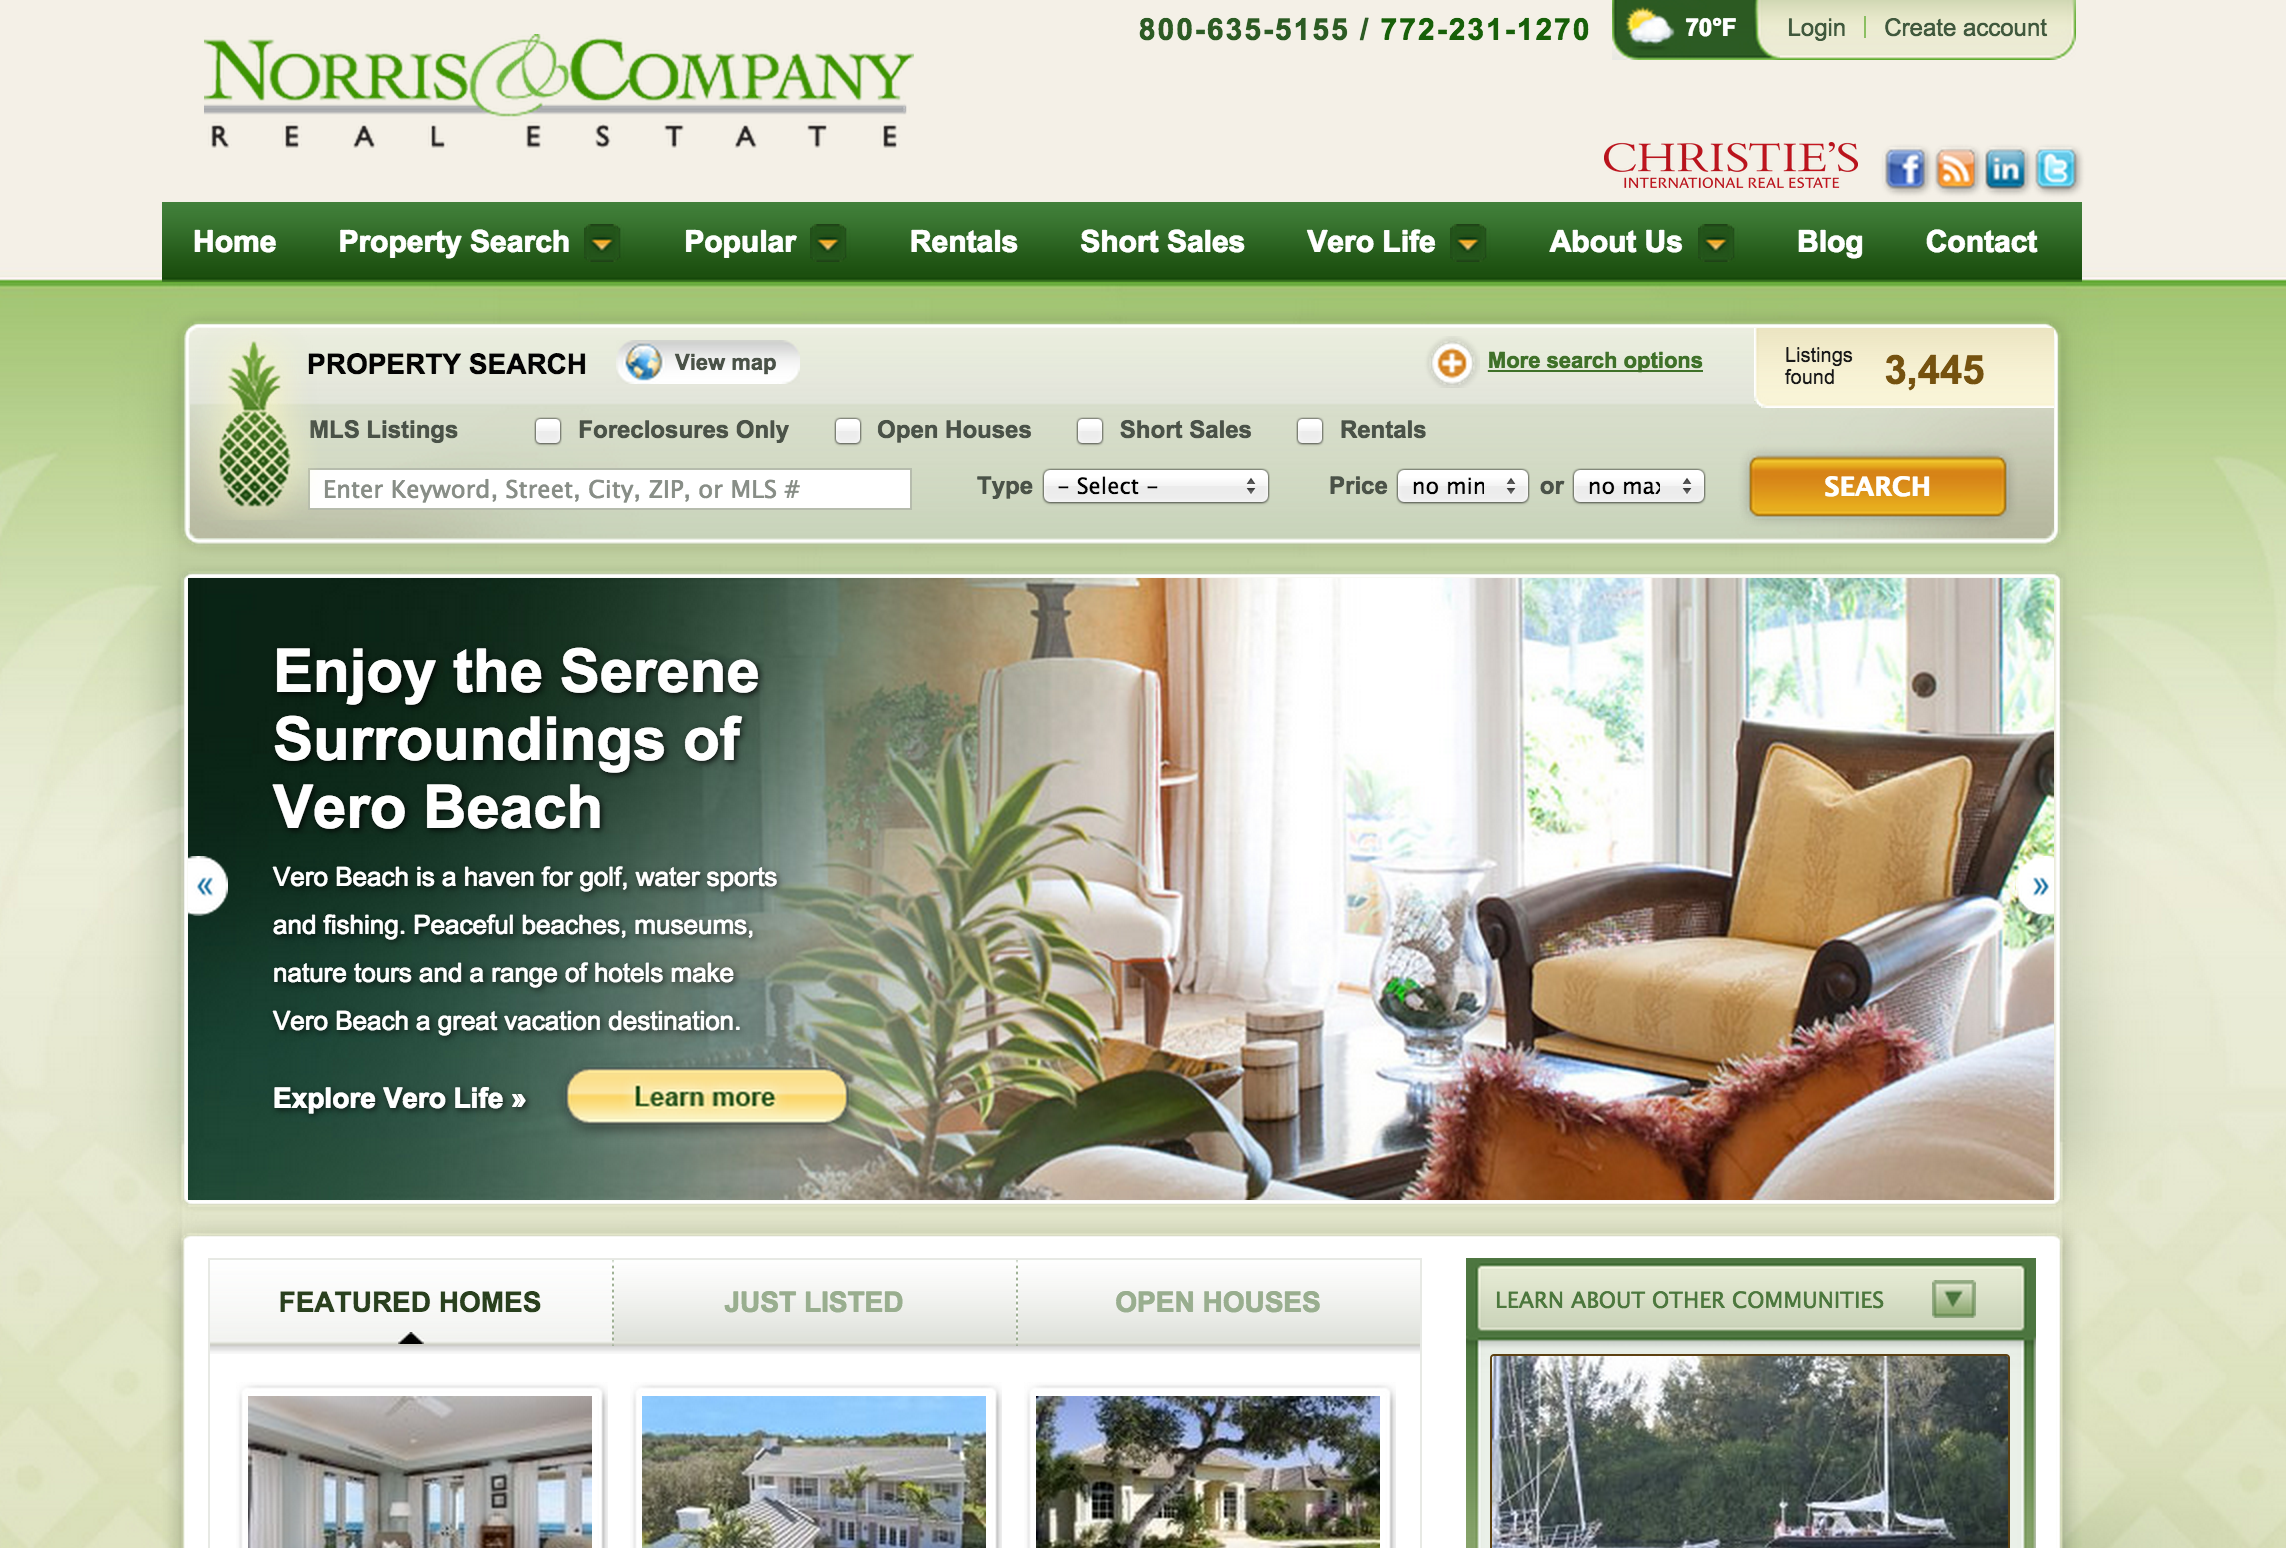 800-635-5155 / 772-231-1270
70°F
Login
Create account
NORRIS & COMPANY
REAL ESTATE
CHRISTIE'S
INTERNATIONAL REAL ESTATE
Home Property Search Popular Rentals Short Sales Vero Life About Us Blog Contact
PROPERTY SEARCH
View map
More search options
Listings
found
3,445
MLS Listings Foreclosures Only Open Houses Short Sales Rentals
Enter Keyword, Street, City, ZIP, or MLS #
Type – Select – Price no min or no max
SEARCH
Enjoy the Serene
Surroundings of
Vero Beach
Vero Beach is a haven for golf, water sports
and fishing. Peaceful beaches, museums,
nature tours and a range of hotels make
Vero Beach a great vacation destination.
Explore Vero Life »
Learn more
«
»
FEATURED HOMES JUST LISTED OPEN HOUSES
LEARN ABOUT OTHER COMMUNITIES